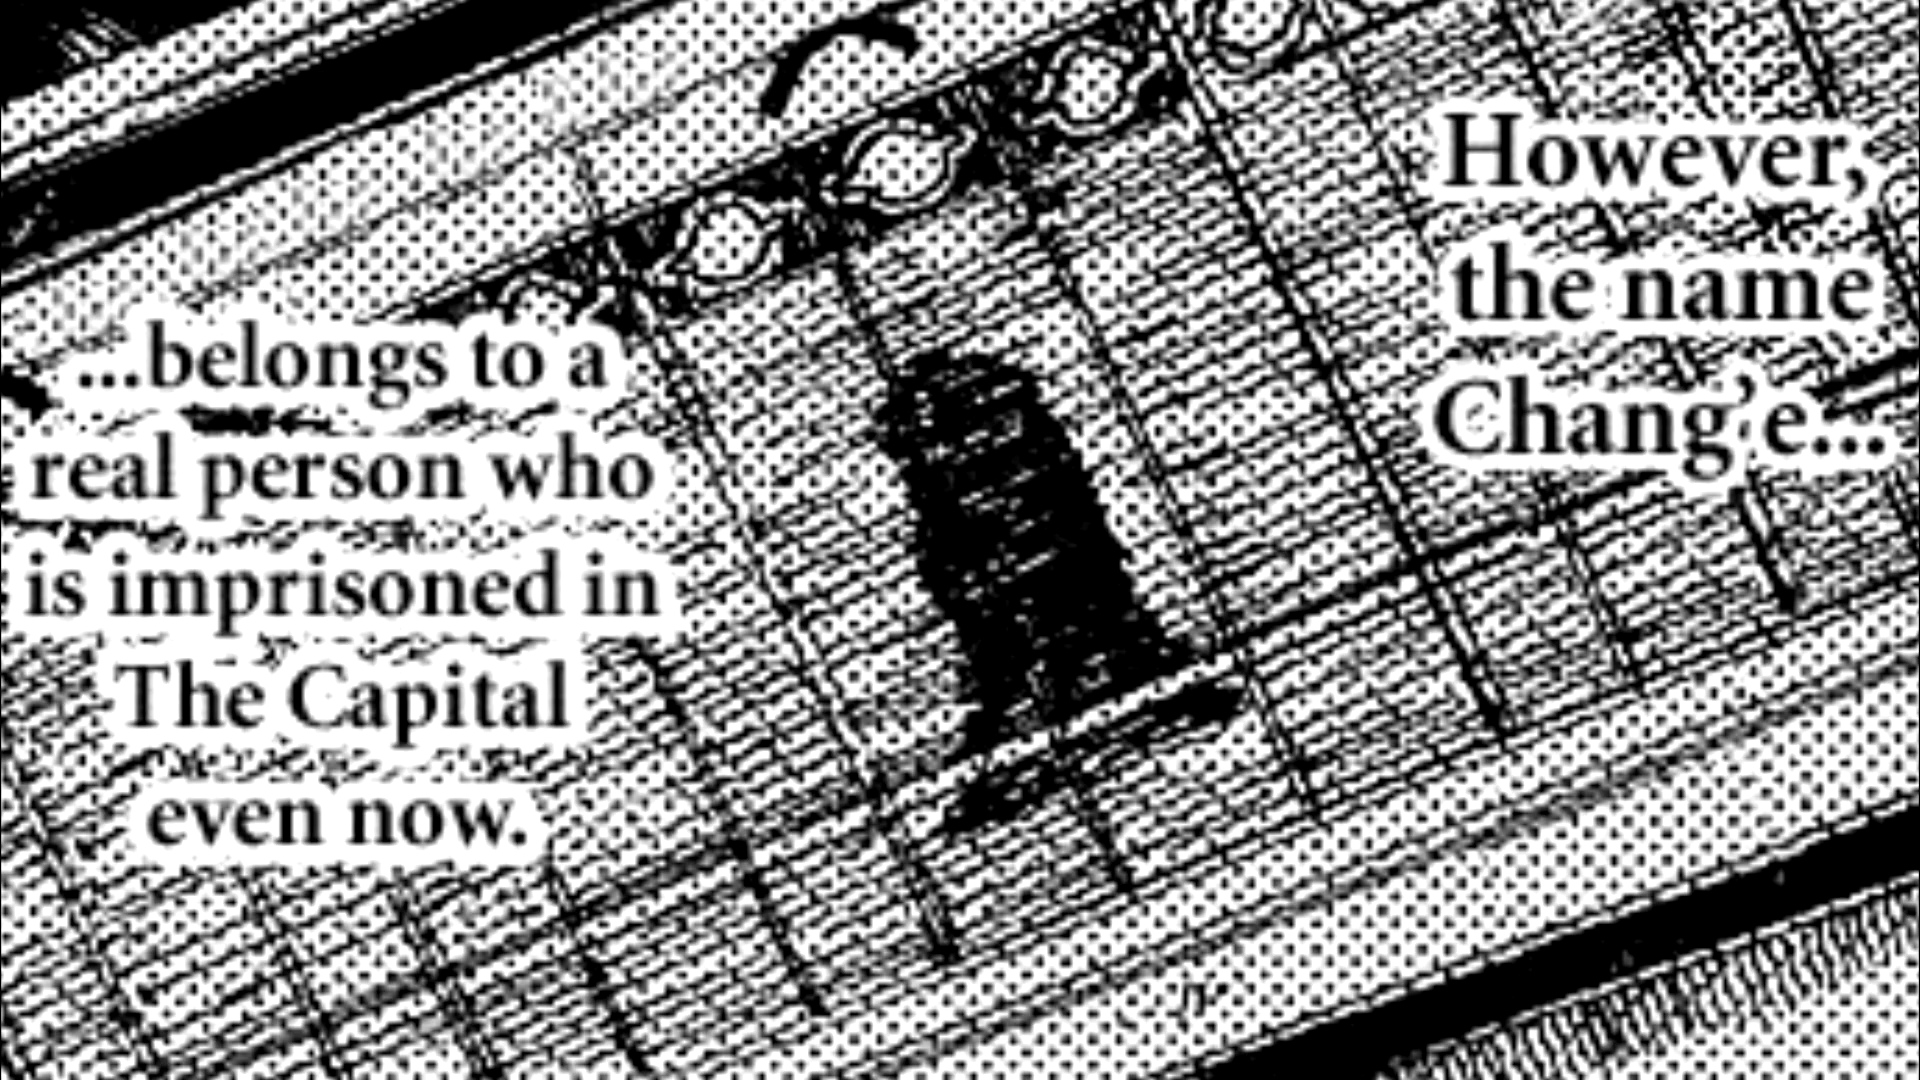 However,
the name
Chang'e...
...belongs to a
real person who
is imprisoned in
The Capital
even now.